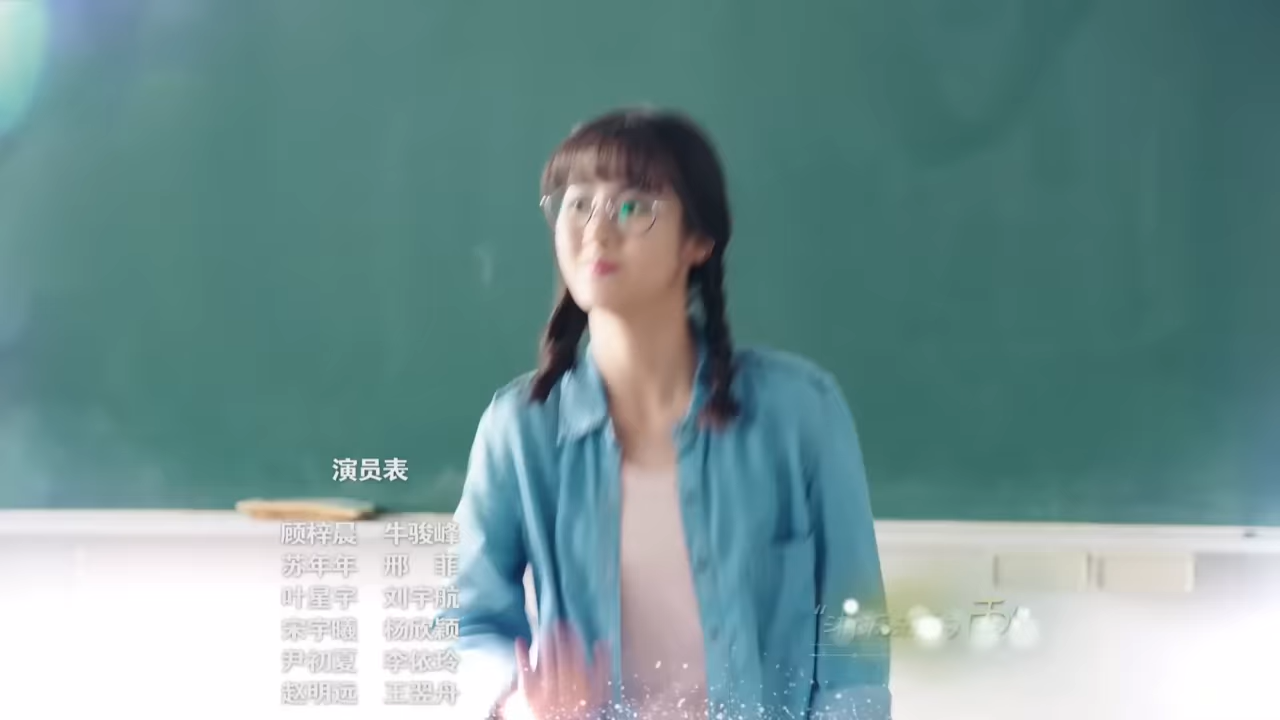 演员表
顾梓晨 牛骏峰
苏年年 邢 菲
叶星宇 刘宇航
宋宇曦 杨欣颖
尹初夏 李依玲
赵明远 王翌舟